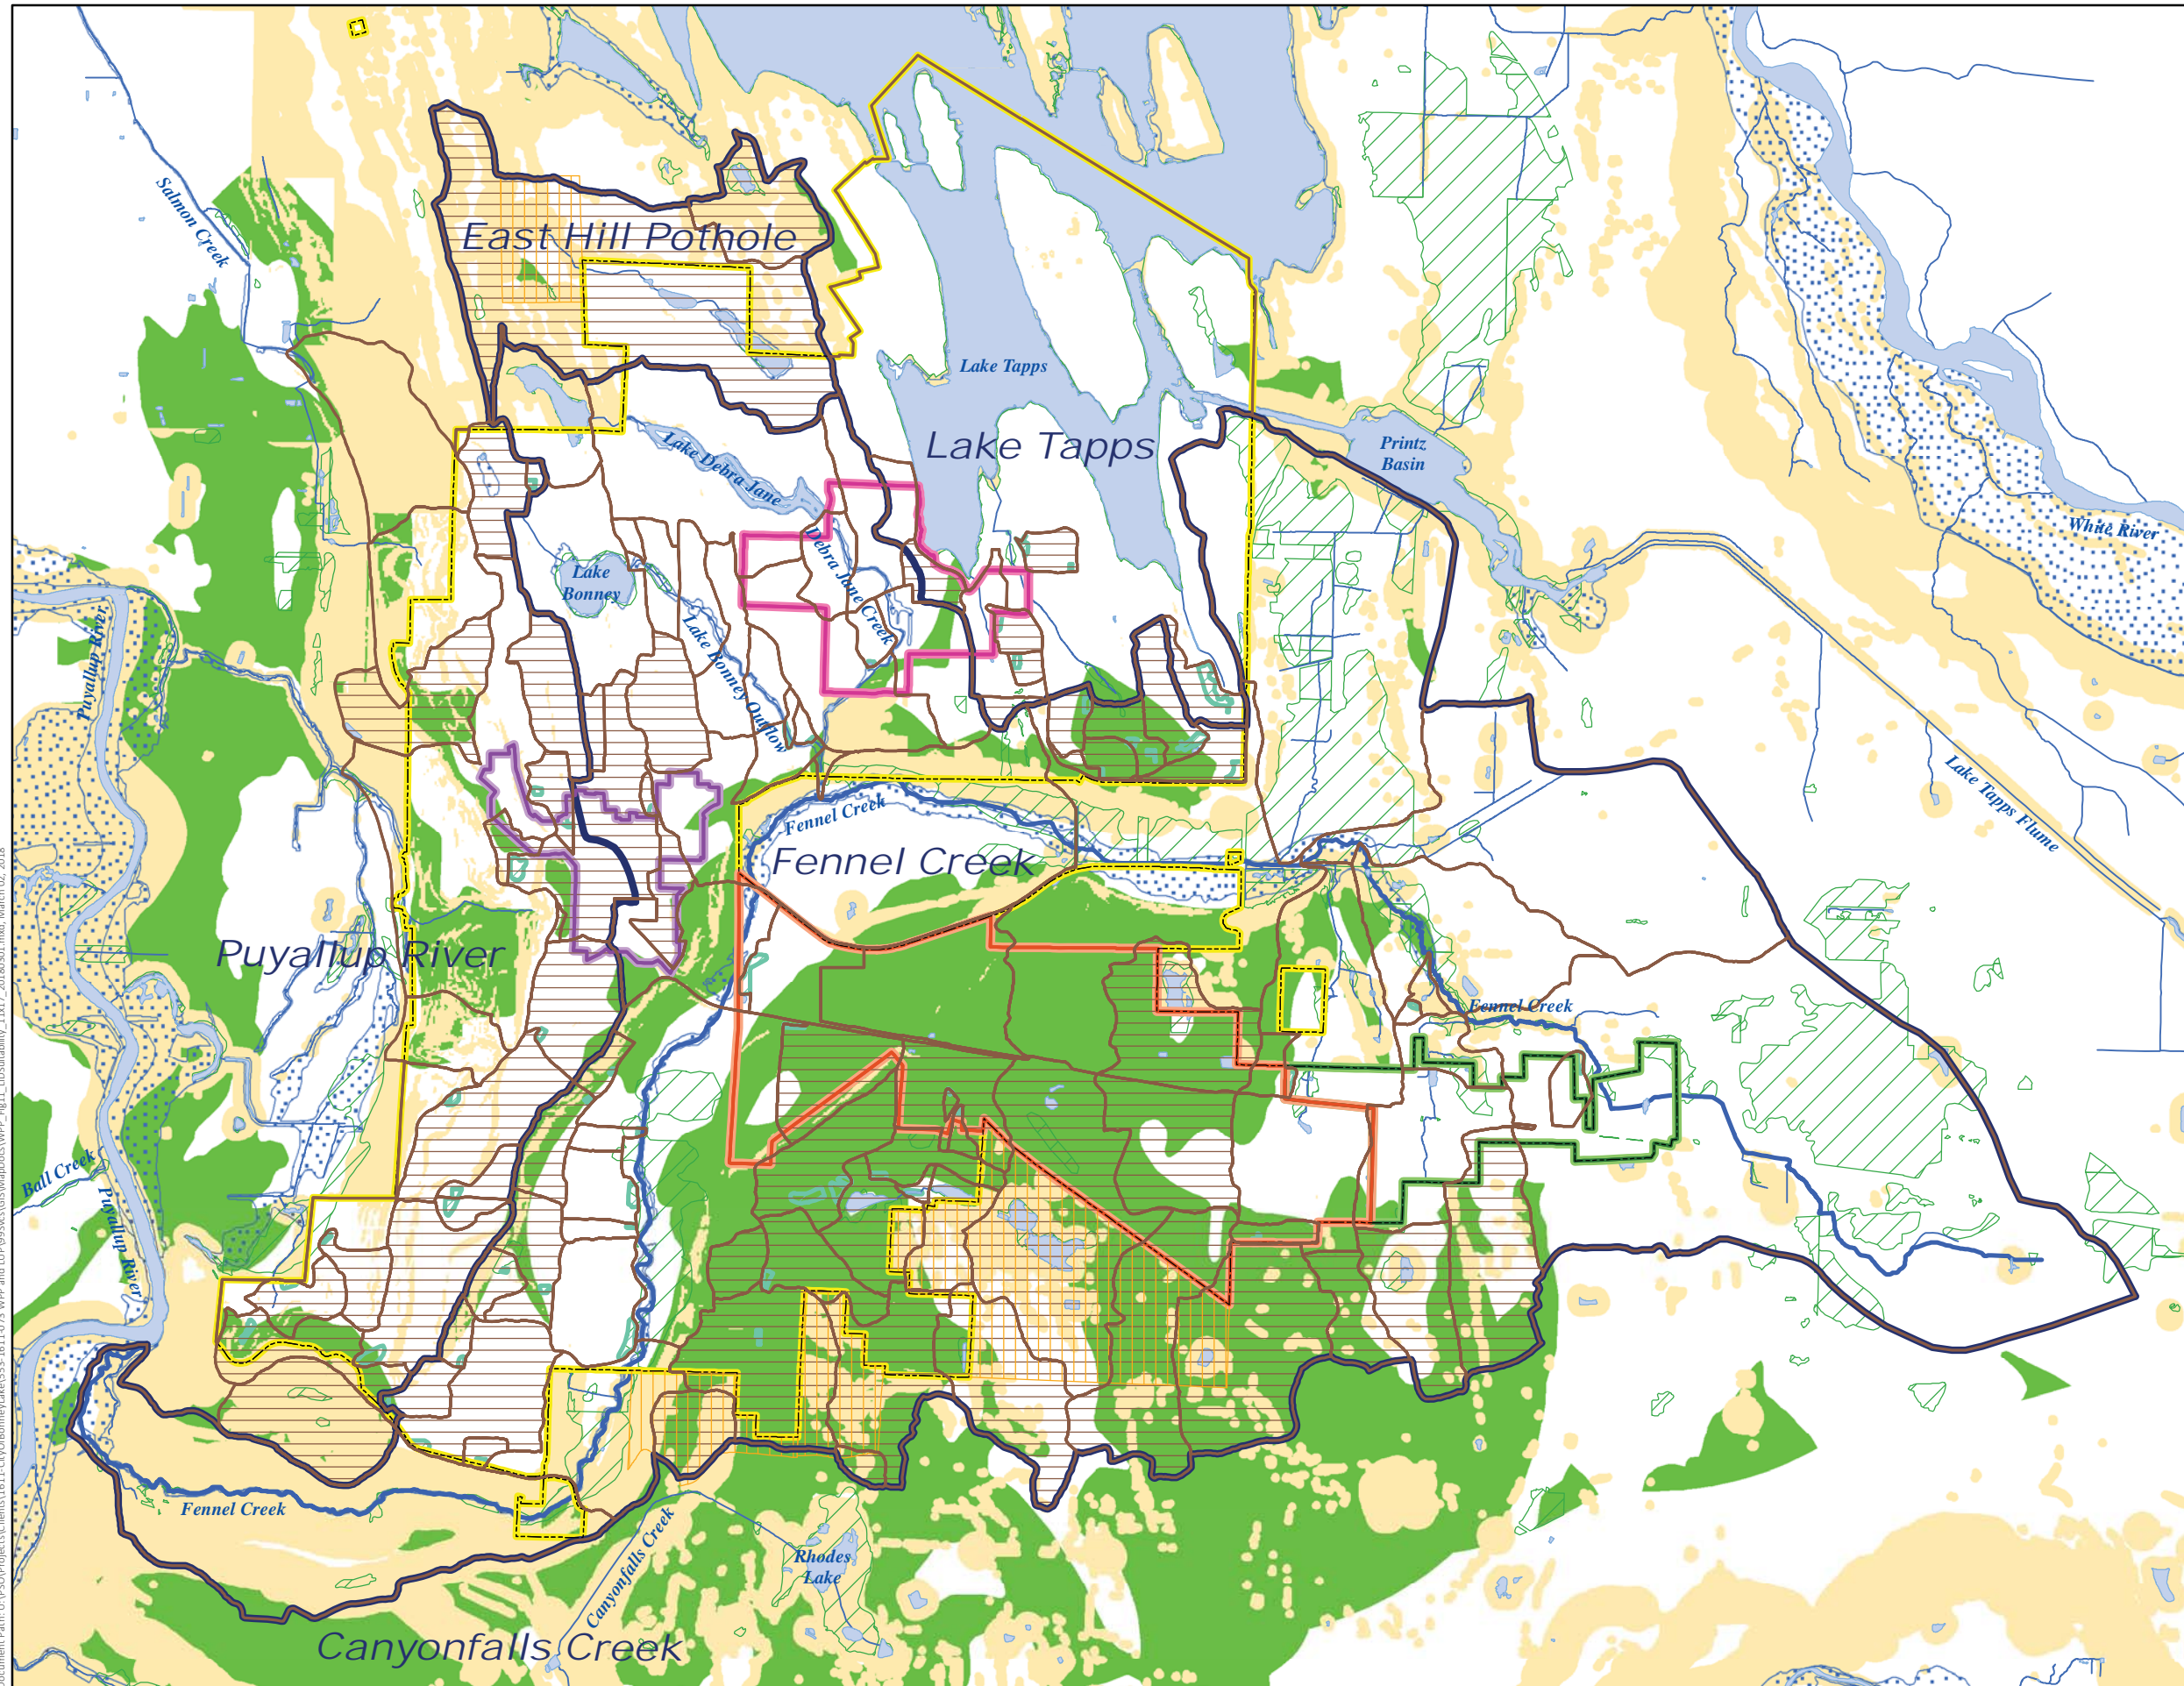 Salmon Creek
East Hill Pothole
Lake Tapps
Lake Tapps
Printz
Basin
Lake Debra Jane
White River
Debra Jane Creek
Lake
Bonney
Puyallup River
Lake Bonney Outflow
Lake Tapps Flume
Fennel Creek
Fennel Creek
Puyallup River
Fennel Creek
Ball Creek
Puyallup River
Fennel Creek
Canyonfalls Creek
Rhodes
Lake
Canyonfalls Creek